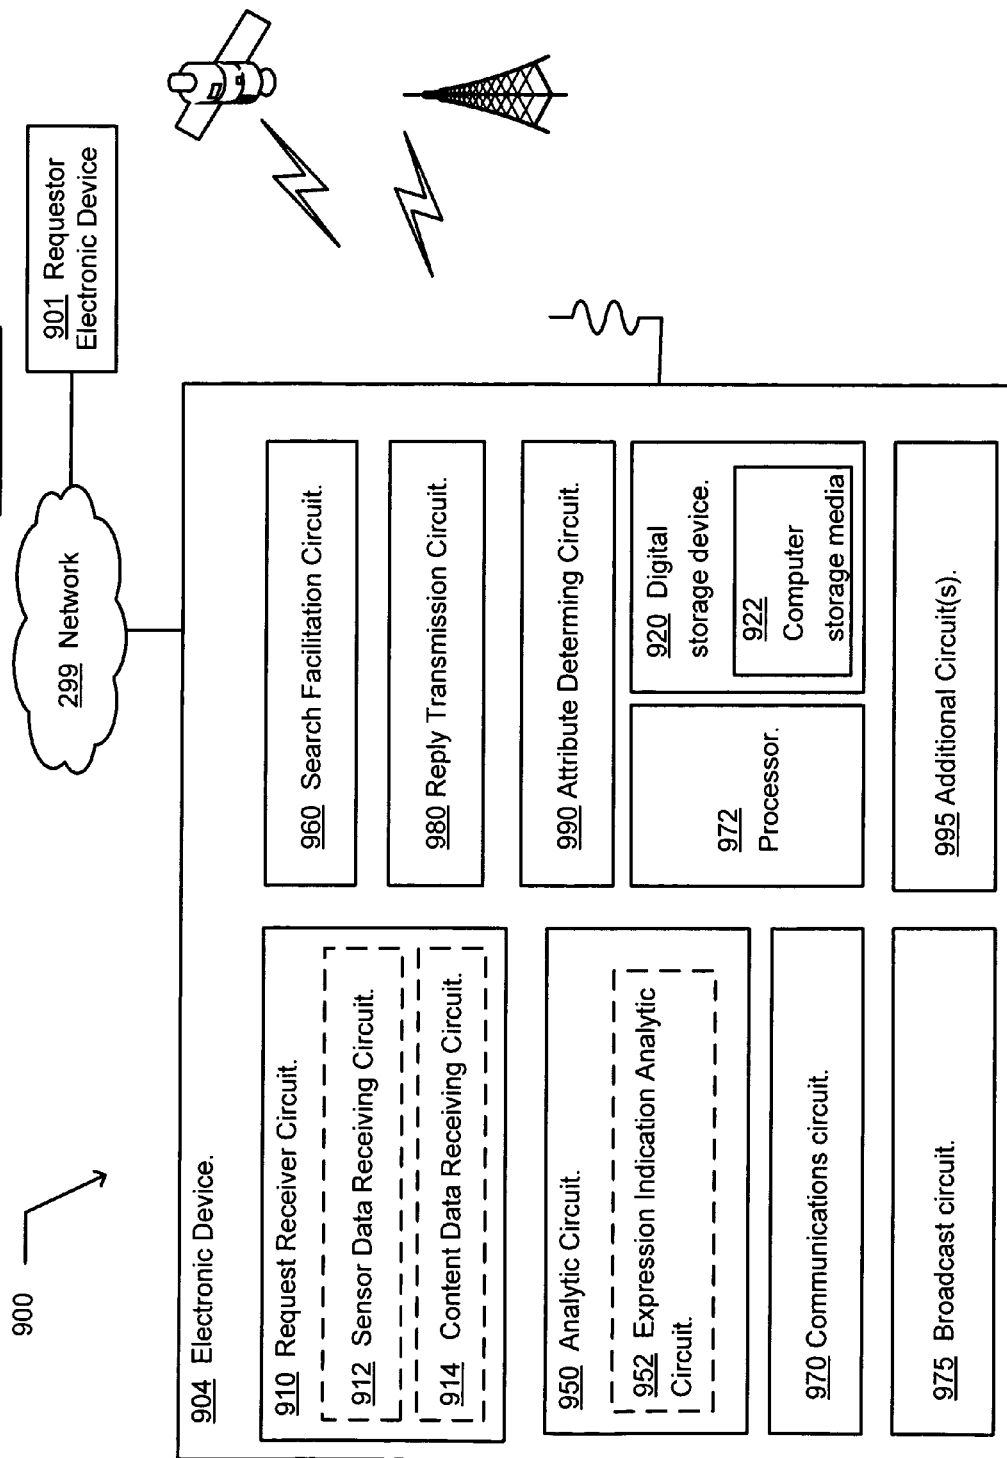 900
299 Network
901 Requestor
Electronic Device
904 Electronic Device.
910 Request Receiver Circuit.
912 Sensor Data Receiving Circuit.
914 Content Data Receiving Circuit.
950 Analytic Circuit.
952 Expression Indication Analytic
Circuit.
970 Communications circuit.
975 Broadcast circuit.
960 Search Facilitation Circuit.
980 Reply Transmission Circuit.
990 Attribute Determining Circuit.
972
Processor.
920 Digital
storage device.
922
Computer
storage media
995 Additional Circuit(s).